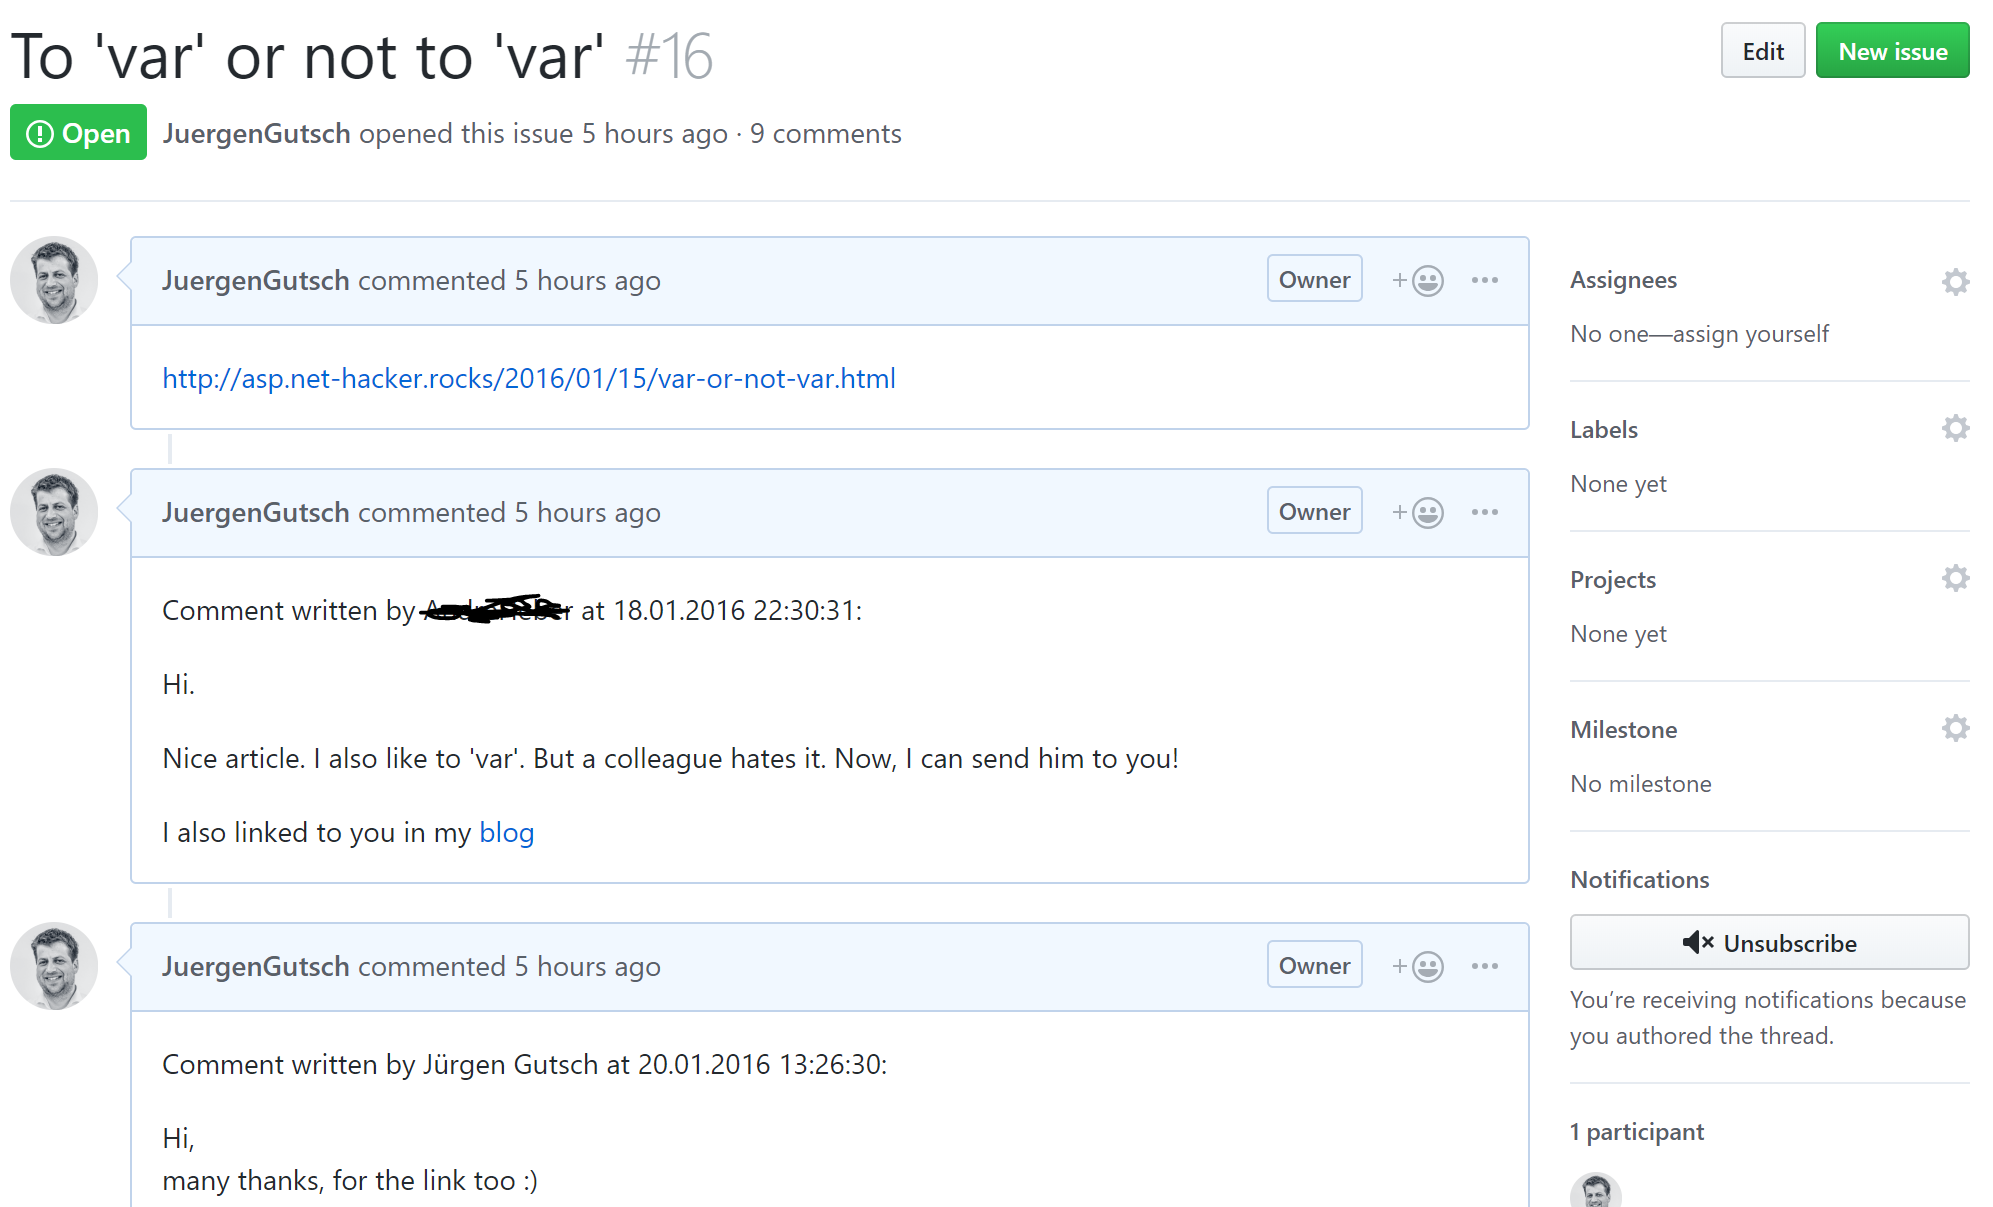 To 'var' or not to 'var' #16
Edit
New issue
Open
JuergenGutsch opened this issue 5 hours ago · 9 comments
JuergenGutsch commented 5 hours ago
Owner
http://asp.net-hacker.rocks/2016/01/15/var-or-not-var.html
JuergenGutsch commented 5 hours ago
Owner
Comment written by at 18.01.2016 22:30:31:
Hi.
Nice article. I also like to 'var'. But a colleague hates it. Now, I can send him to you!
I also linked to you in my blog
JuergenGutsch commented 5 hours ago
Owner
Comment written by Jürgen Gutsch at 20.01.2016 13:26:30:
Hi,
many thanks, for the link too :)
Assignees
No one—assign yourself
Labels
None yet
Projects
None yet
Milestone
No milestone
Notifications
Unsubscribe
You’re receiving notifications because
you authored the thread.
1 participant